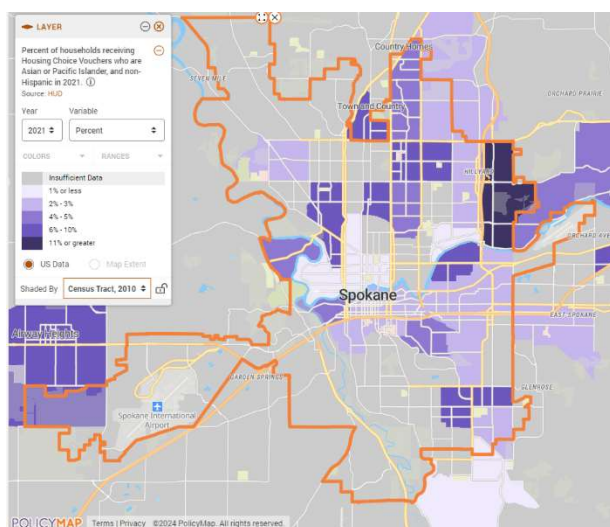 LAYER
Percent of households receiving
Housing Choice Vouchers who are
Asian or Pacific Islander, and non-
Hispanic in 2021.
Source: HUD
Year Variable
2021 Percent
COLORS RANGES
Insufficient Data
1% or less
2% - 3%
4% - 5%
6% - 10%
11% or greater
US Data Map Extent
Shaded By Census Tract, 2010
Country Homes
SEVEN MILE
ORCHARD PRAIRIE
Town and Country
HILLYARD
ORCHARD AVE
Spokane
EAST SPOKANE
Airway Heights
GARDEN SPRINGS
GLENROSE
Spokane International
Airport
POLICYMAP Terms | Privacy ©2024 POLICYMAP. All rights reserved.